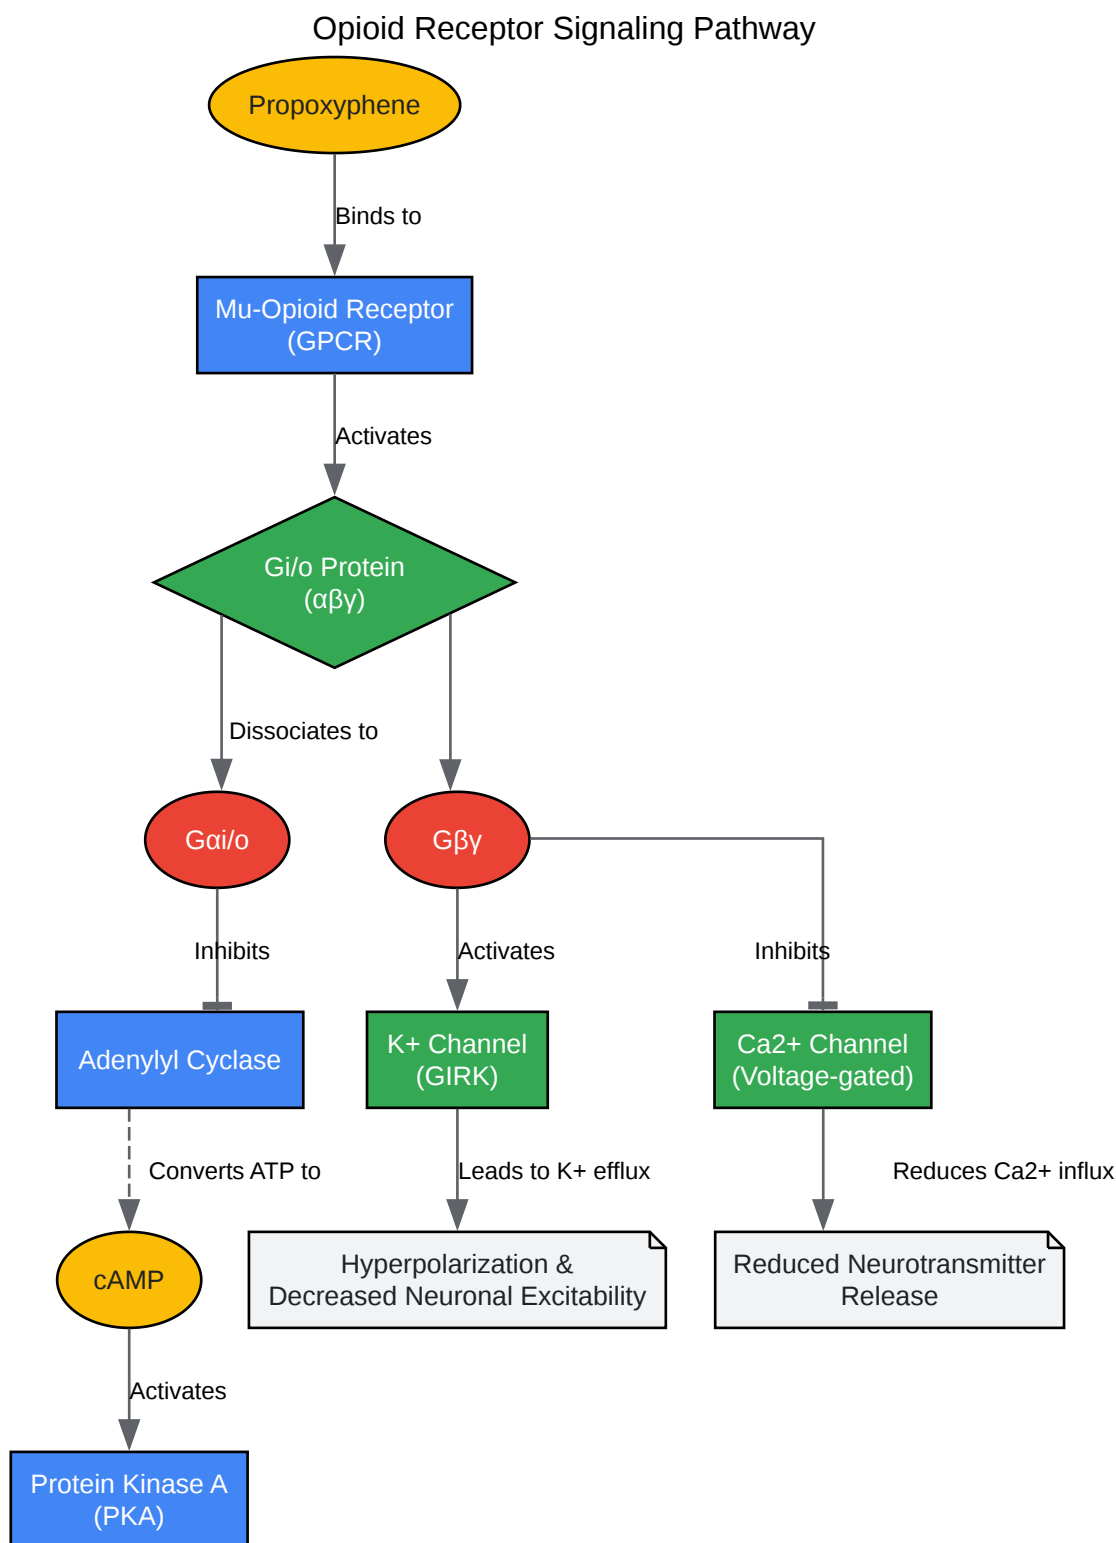 Opioid Receptor Signaling Pathway
Propoxyphene
Binds to
Mu-Opioid Receptor
(GPCR)
Activates
Gi/o Protein
(αβγ)
Dissociates to
Gαi/o
Gβγ
Inhibits
Activates
Inhibits
Adenylyl Cyclase
K+ Channel
(GIRK)
Ca2+ Channel
(Voltage-gated)
Converts ATP to
Leads to K+ efflux
Reduces Ca2+ influx
cAMP
Hyperpolarization &
Decreased Neuronal Excitability
Reduced Neurotransmitter
Release
Activates
Protein Kinase A
(PKA)